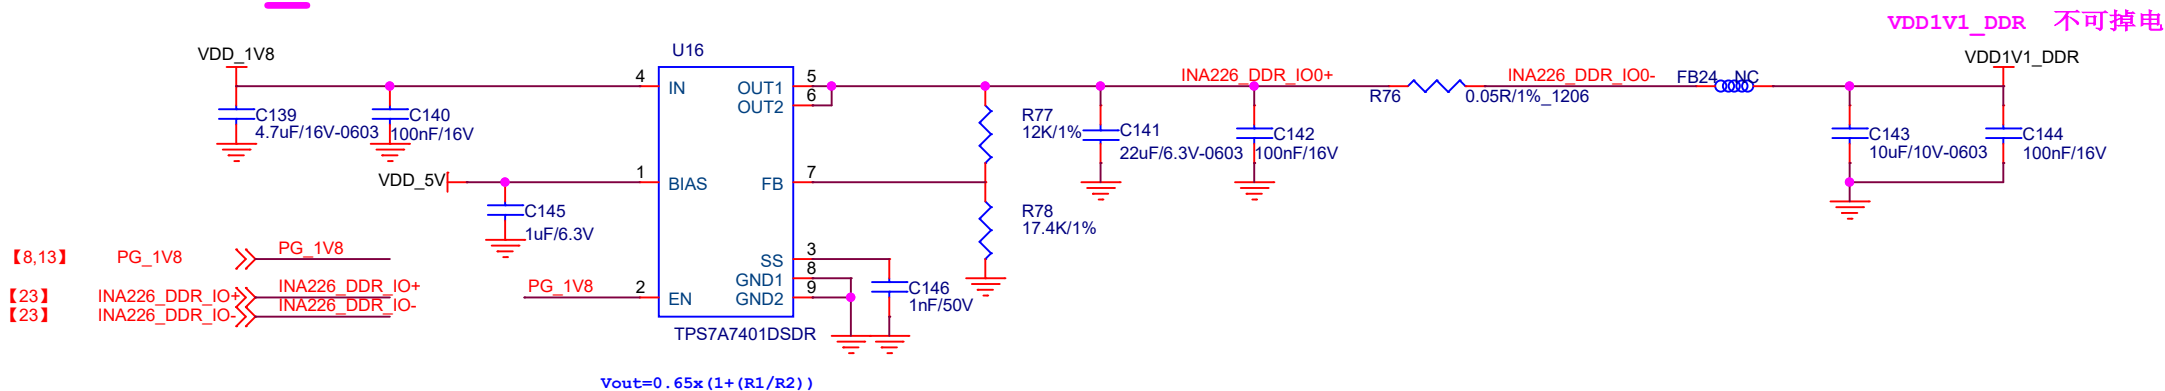 VDD1V1_DDR 不可掉电
VDD_1V8
U16
VDD1V1_DDR
4
IN
OUT1
5
OUT2
6
INA226_DDR_IO0+
INA226_DDR_IO0-
FB24
NC
R76
0.05R/1%_1206
C139
4.7uF/16V-0603
C140
100nF/16V
R77
12K/1%
C141
22uF/6.3V-0603
C142
100nF/16V
C143
10uF/10V-0603
C144
100nF/16V
VDD_5V
1
BIAS
FB
7
C145
1uF/6.3V
R78
17.4K/1%
【8,13】 PG_1V8
PG_1V8
【23】 INA226_DDR_IO+
INA226_DDR_IO+
【23】 INA226_DDR_IO-
INA226_DDR_IO-
PG_1V8
2
EN
SS
3
GND1
8
GND2
9
C146
1nF/50V
TPS7A7401DSDR
Vout=0.65x(1+(R1/R2))